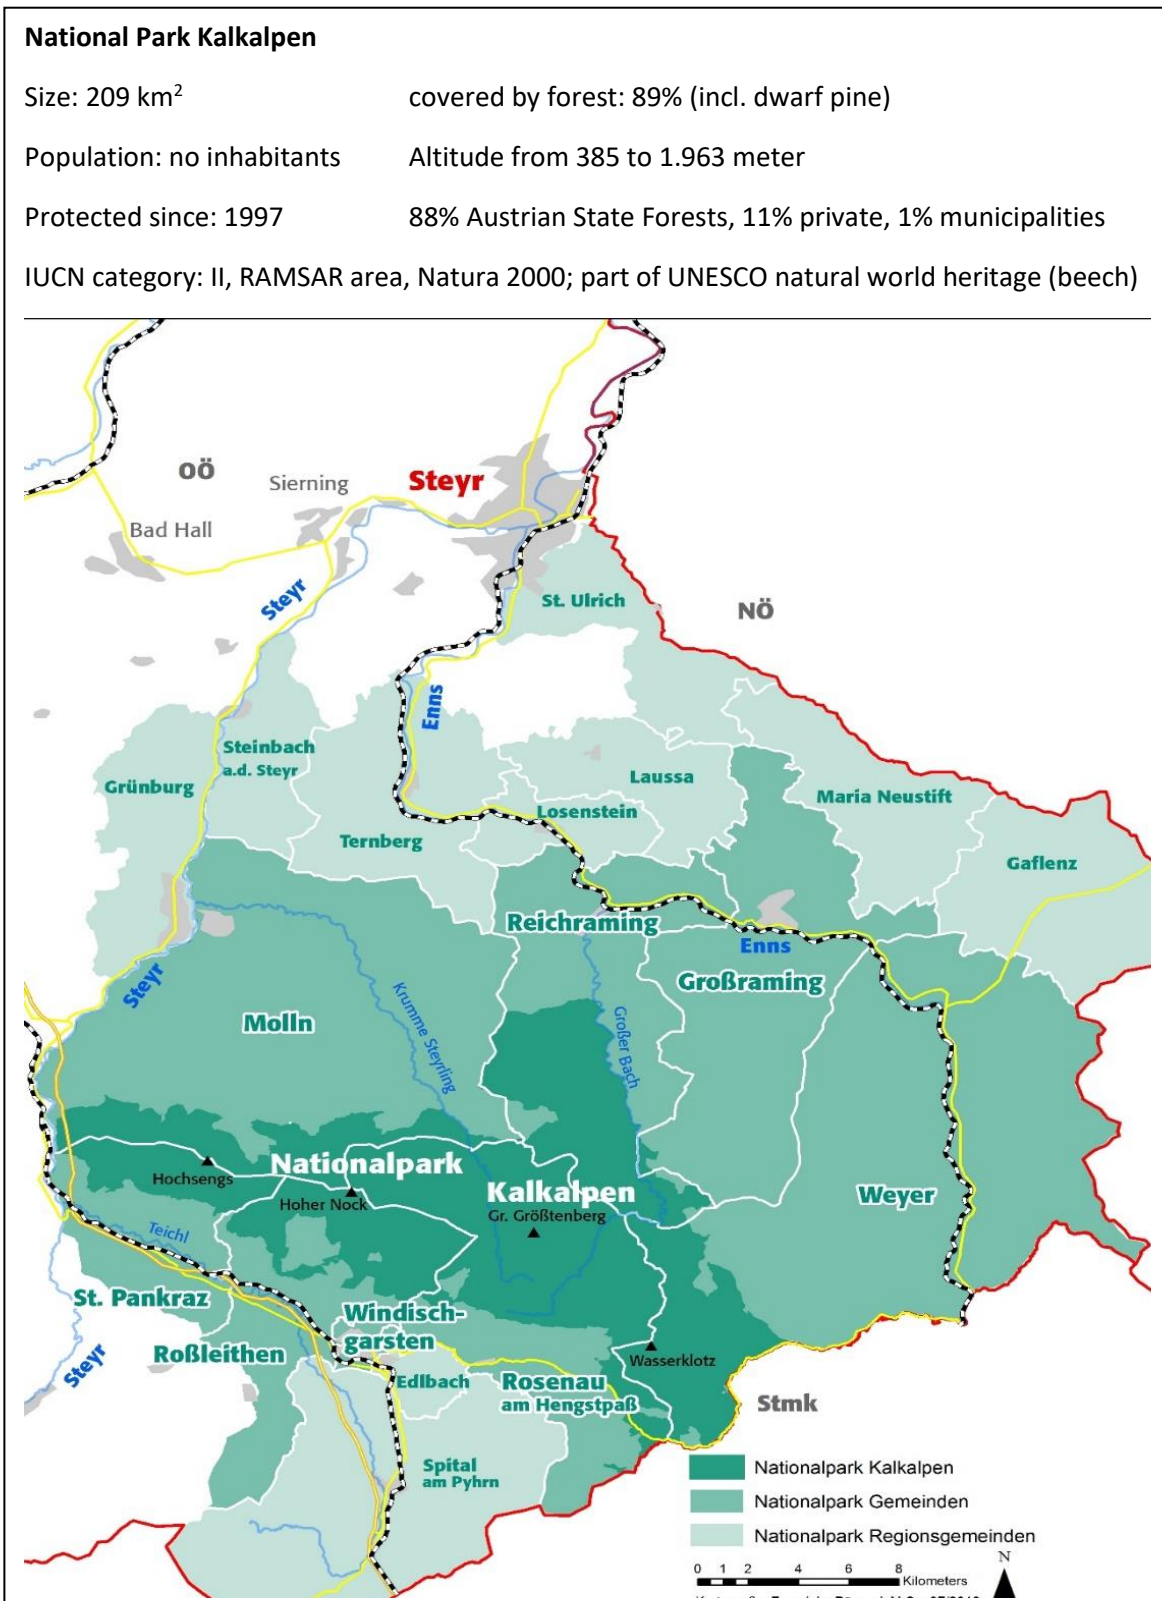 National Park Kalkalpen
Size: 209 km² covered by forest: 89% (incl. dwarf pine)
Population: no inhabitants Altitude from 385 to 1.963 meter
Protected since: 1997 88% Austrian State Forests, 11% private, 1% municipalities
IUCN category: II, RAMSAR area, Natura 2000; part of UNESCO natural world heritage (beech)
OÖ
Sierning
Steyr
Bad Hall
Steyr
St. Ulrich
NÖ
Enns
Steinbach
a.d. Steyr
Grünburg
Laussa
Maria Neustift
Losenstein
Ternberg
Gaflenz
Reichraming
Enns
Großraming
Steyr
Krumme Steyrling
Molln
Großer Bach
Nationalpark
Hochsengs
Hoher Nock
Kalkalpen
Gr. Größtenberg
Weyer
Teichl
St. Pankraz
Windisch-
garsten
Roßleithen
Steyr
Wasserklotz
Edlbach
Rosenau
am Hengstpaß
Stmk
Spital
am Pyhrn
Nationalpark Kalkalpen
Nationalpark Gemeinden
Nationalpark Regionsgemeinden
N
0 1 2 4 6 8
Kilometers